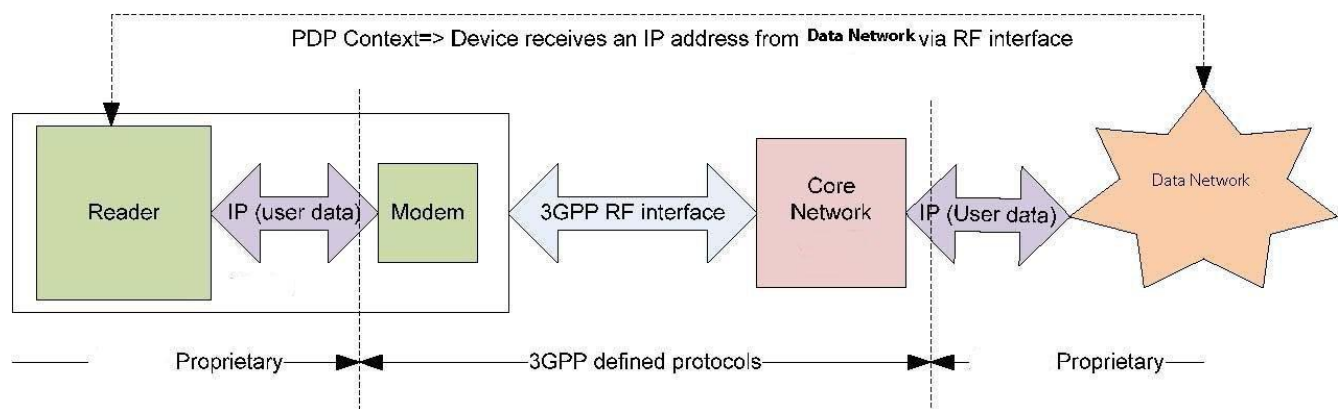 PDP Context=> Device receives an IP address from Data Network via RF interface
Reader
IP (user data)
Modem
3GPP RF interface
Core
Network
IP (User data)
Data Network
Proprietary
3GPP defined protocols
Proprietary